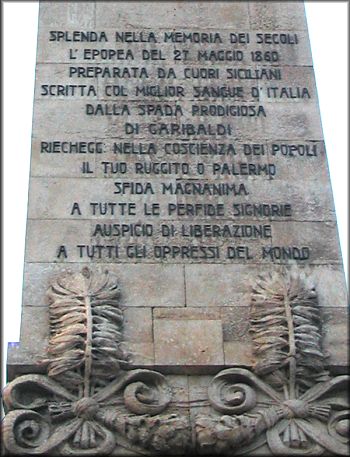 SPLENDA NELLA MEMORIA DEI SECOLI
L'EPOPEA DEL 27 MAGGIO 1860
PREPARATA DA CUORI SICILIANI
SCRITTA COL MIGLIOR SANGUE D'ITALIA
DALLA SPADA PRODIGIOSA
DI GARIBALDI
RIECHEGGI NELLA COSCIENZA DEI POPOLI
IL TUO RUGGITO O PALERMO
SFIDA MAGNANIMA
A TUTTE LE PERFIDE SIGNORIE
AUSPICIO DI LIBERAZIONE
A TUTTI GLI OPPRESSI DEL MONDO